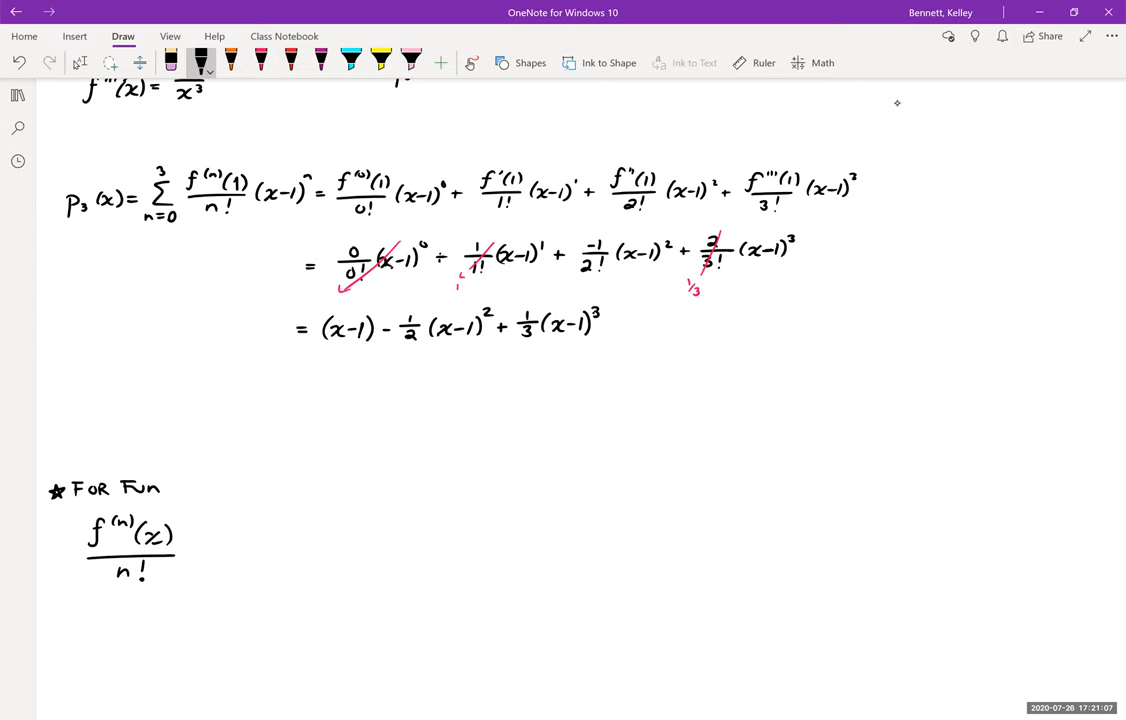 OneNote for Windows 10
Bennett, Kelley
Home Insert Draw View Help Class Notebook
Shapes Ink to Shape Ink to Text Ruler Math
Share
f'''(x) = /x³
P₃(x) = Σ³ₙ₌₀ f⁽ⁿ⁾(1)/n! (x-1)ⁿ = f⁽⁰⁾(1)/0! (x-1)⁰ + f'(1)/1! (x-1)¹ + f''(1)/2! (x-1)² + f'''(1)/3! (x-1)³
= 0/0! (x-1)⁰ + 1/1! (x-1)¹ + -1/2! (x-1)² + 2/3! (x-1)³
1 1/3
= (x-1) - 1/2 (x-1)² + 1/3 (x-1)³
★ FOR FUN
f⁽ⁿ⁾(x)
n!
2020-07-26 17:21:07